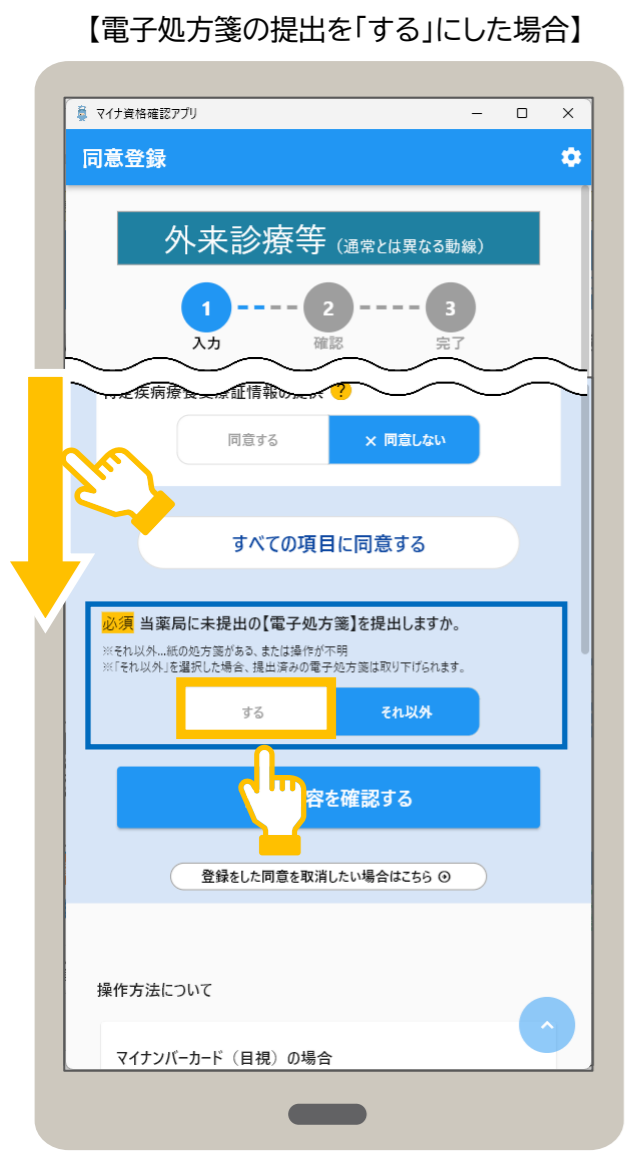 【電子処方箋の提出を「する」にした場合】
マイナ資格確認アプリ
同意登録
外来診療等 (通常とは異なる動線)
1 2 3
入力 確認 完了
?
同意する × 同意しない
すべての項目に同意する
必須 当薬局に未提出の【電子処方箋】を提出しますか。
※それ以外…紙の処方箋がある、または操作が不明
※「それ以外」を選択した場合、提出済みの電子処方箋は取り下げられます。
する それ以外
容を確認する
登録をした同意を取消したい場合はこちら
操作方法について
マイナンバーカード（目視）の場合